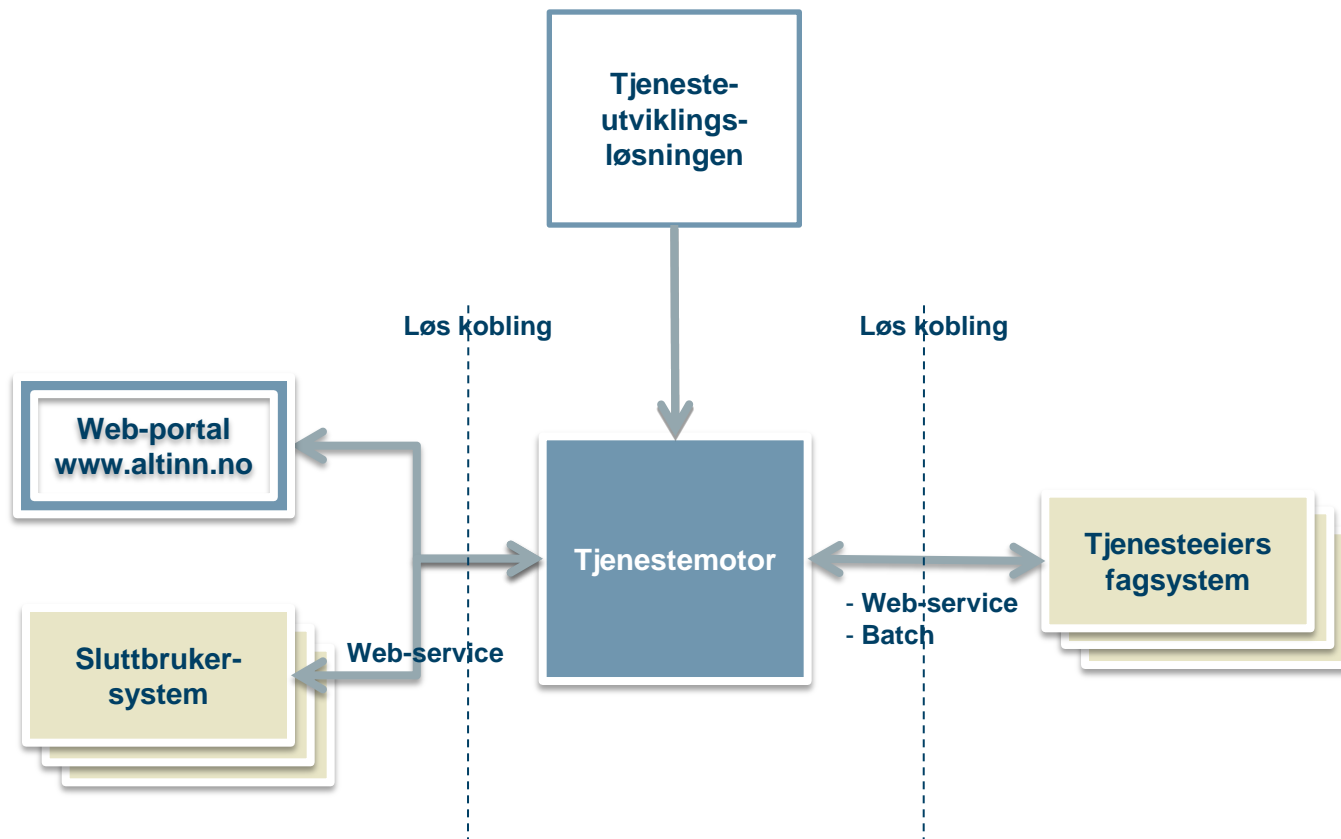 Tjeneste-
utviklings-
løsningen
Løs kobling
Løs kobling
Web-portal
www.altinn.no
Tjenestemotor
Tjenesteeiers
fagsystem
- Web-service
- Batch
Web-service
Sluttbruker-
system